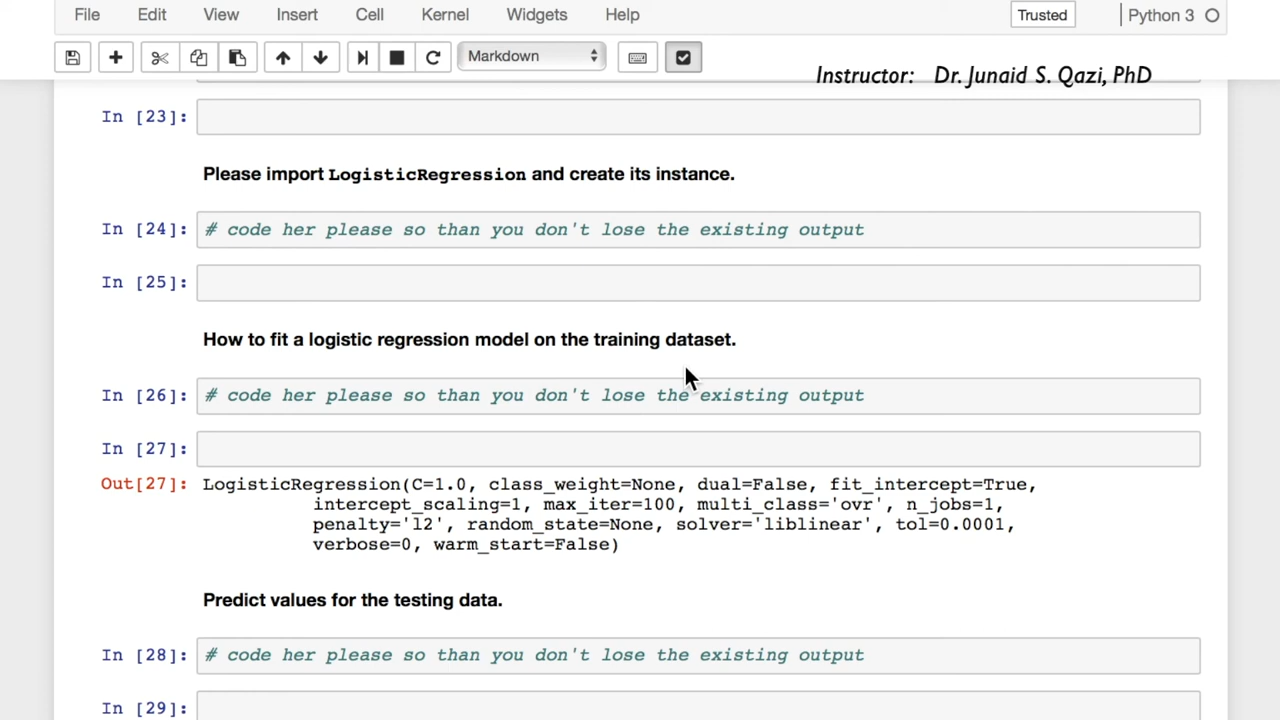 File Edit View Insert Cell Kernel Widgets Help Trusted Python 3
Markdown
Instructor: Dr. Junaid S. Qazi, PhD
In [23]:
Please import LogisticRegression and create its instance.
In [24]: # code her please so than you don't lose the existing output
In [25]:
How to fit a logistic regression model on the training dataset.
In [26]: # code her please so than you don't lose the existing output
In [27]:
Out[27]: LogisticRegression(C=1.0, class_weight=None, dual=False, fit_intercept=True,
intercept_scaling=1, max_iter=100, multi_class='ovr', n_jobs=1,
penalty='l2', random_state=None, solver='liblinear', tol=0.0001,
verbose=0, warm_start=False)
Predict values for the testing data.
In [28]: # code her please so than you don't lose the existing output
In [29]: